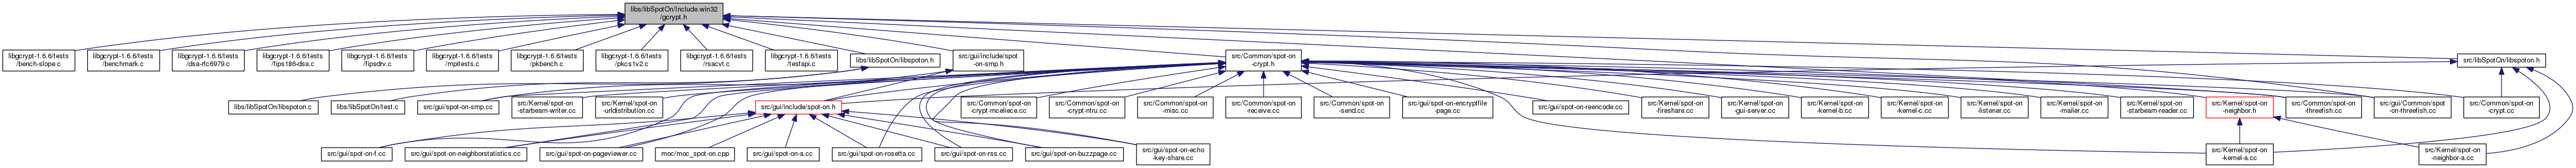 libs/libSpotOn/Include.win32
/gcrypt.h
libgcrypt-1.6.6/tests
/bench-slope.c
libgcrypt-1.6.6/tests
/benchmark.c
libgcrypt-1.6.6/tests
/dsa-rfc6979.c
libgcrypt-1.6.6/tests
/fips186-dsa.c
libgcrypt-1.6.6/tests
/fipsdrv.c
libgcrypt-1.6.6/tests
/mpitests.c
libgcrypt-1.6.6/tests
/pkbench.c
libgcrypt-1.6.6/tests
/pkcs1v2.c
libgcrypt-1.6.6/tests
/rsacvt.c
libgcrypt-1.6.6/tests
/testapi.c
libs/libSpotOn/libspoton.h
src/gui/include/spot
-on-smp.h
src/Common/spot-on
-crypt.h
src/libSpotOn/libspoton.h
libs/libSpotOn/libspoton.c
libs/libSpotOn/test.c
src/gui/spot-on-smp.cc
src/Kernel/spot-on
-starbeam-writer.cc
src/Kernel/spot-on
-urldistribution.cc
src/gui/include/spot-on.h
src/Common/spot-on
-crypt-mceliece.cc
src/Common/spot-on
-crypt-ntru.cc
src/Common/spot-on
-misc.cc
src/Common/spot-on
-receive.cc
src/Common/spot-on
-send.cc
src/gui/spot-on-encryptfile
-page.cc
src/gui/spot-on-reencode.cc
src/Kernel/spot-on
-fireshare.cc
src/Kernel/spot-on
-gui-server.cc
src/Kernel/spot-on
-kernel-b.cc
src/Kernel/spot-on
-kernel-c.cc
src/Kernel/spot-on
-listener.cc
src/Kernel/spot-on
-mailer.cc
src/Kernel/spot-on
-starbeam-reader.cc
src/Kernel/spot-on
-neighbor.h
src/Common/spot-on
-threefish.cc
src/gui/Common/spot
-on-threefish.cc
src/Common/spot-on
-crypt.cc
src/gui/spot-on-f.cc
src/gui/spot-on-neighborstatistics.cc
src/gui/spot-on-pageviewer.cc
moc/moc_spot-on.cpp
src/gui/spot-on-a.cc
src/gui/spot-on-rosetta.cc
src/gui/spot-on-rss.cc
src/gui/spot-on-buzzpage.cc
src/gui/spot-on-echo
-key-share.cc
src/Kernel/spot-on
-kernel-a.cc
src/Kernel/spot-on
-neighbor-a.cc